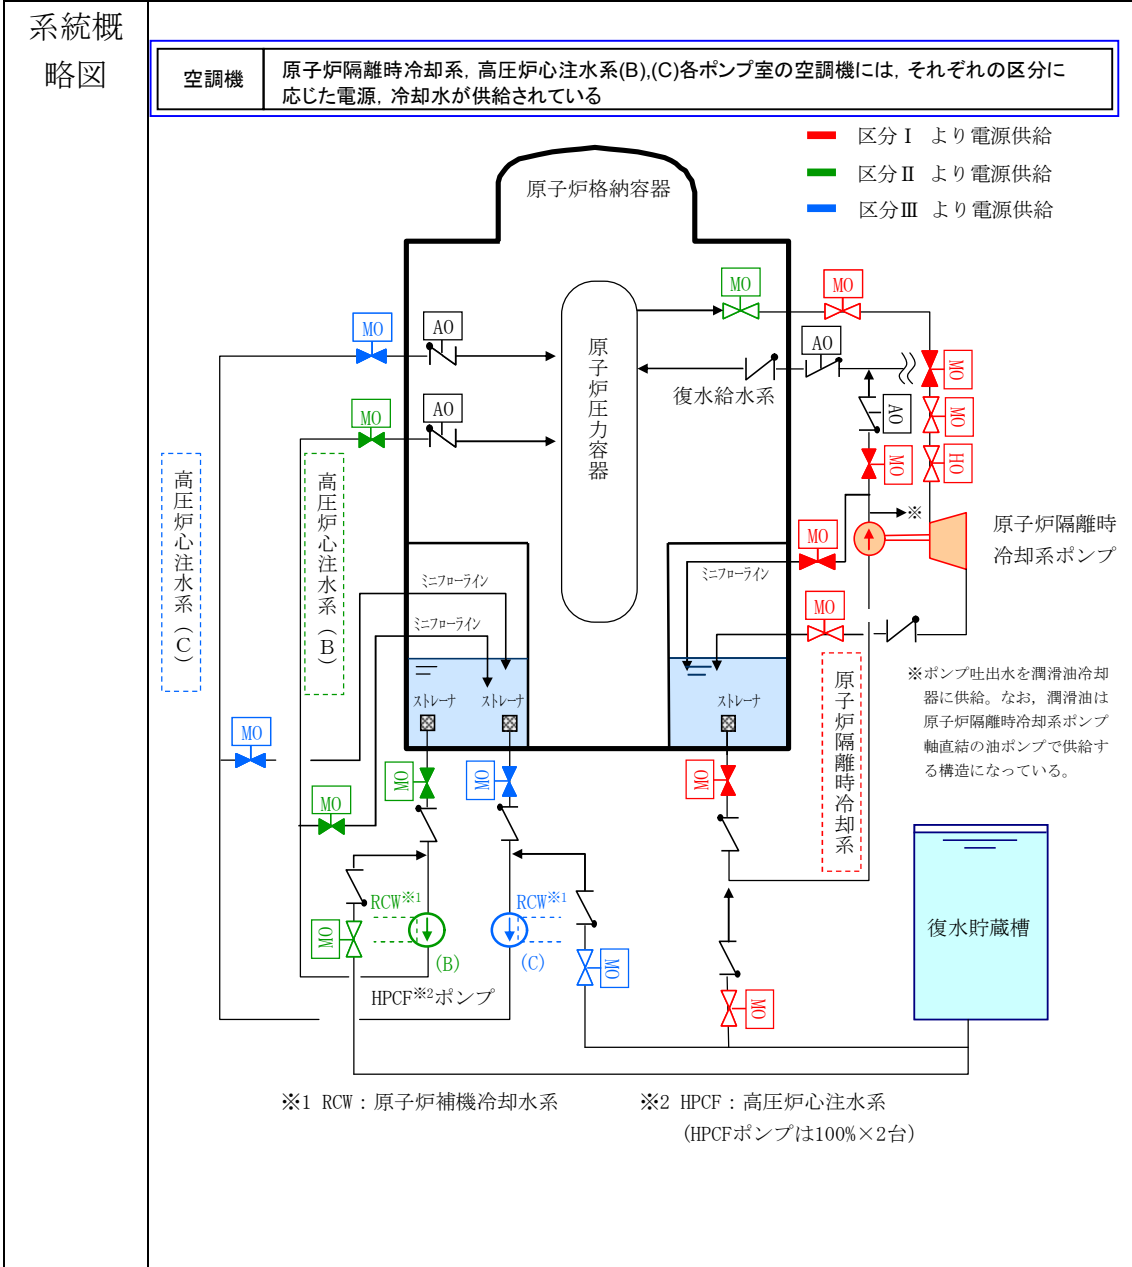 系統概
略図
空調機
原子炉隔離時冷却系，高圧炉心注水系(B),(C)各ポンプ室の空調機には，それぞれの区分に
応じた電源，冷却水が供給されている
区分Ⅰ より電源供給
区分Ⅱ より電源供給
区分Ⅲ より電源供給
原子炉格納容器
MO
MO
MO
AO
AO
原子炉圧力容器
復水給水系
MO
MO
AO
AO
MO
MO
HO
高圧炉心注水系（C）
高圧炉心注水系（B）
原子炉隔離時
冷却系ポンプ
※
MO
ミニフローライン
ミニフローライン
MO
ミニフローライン
原子炉隔離時冷却系
※ポンプ吐出水を潤滑油冷却
器に供給。なお，潤滑油は
原子炉隔離時冷却系ポンプ
軸直結の油ポンプで供給す
る構造になっている。
ストレーナ
ストレーナ
ストレーナ
MO
MO
MO
MO
MO
復水貯蔵槽
RCW※1
RCW※1
MO
(B)
(C)
MO
MO
HPCF※2ポンプ
※1 RCW：原子炉補機冷却水系
※2 HPCF：高圧炉心注水系
(HPCFポンプは100%×2台)